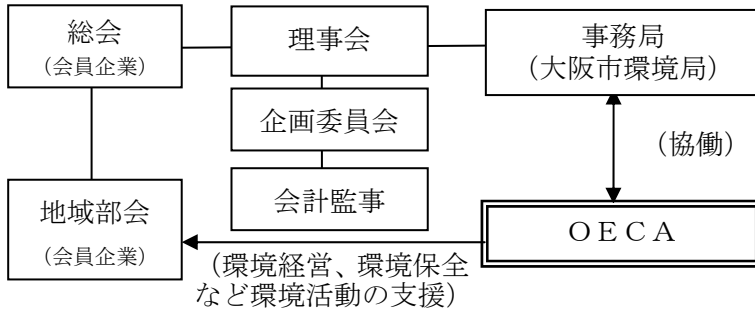 総会
(会員企業)
理事会
事務局
（大阪市環境局）
企画委員会
（協働）
会計監事
地域部会
(会員企業)
ＯＥＣＡ
（環境経営、環境保全
など環境活動の支援）